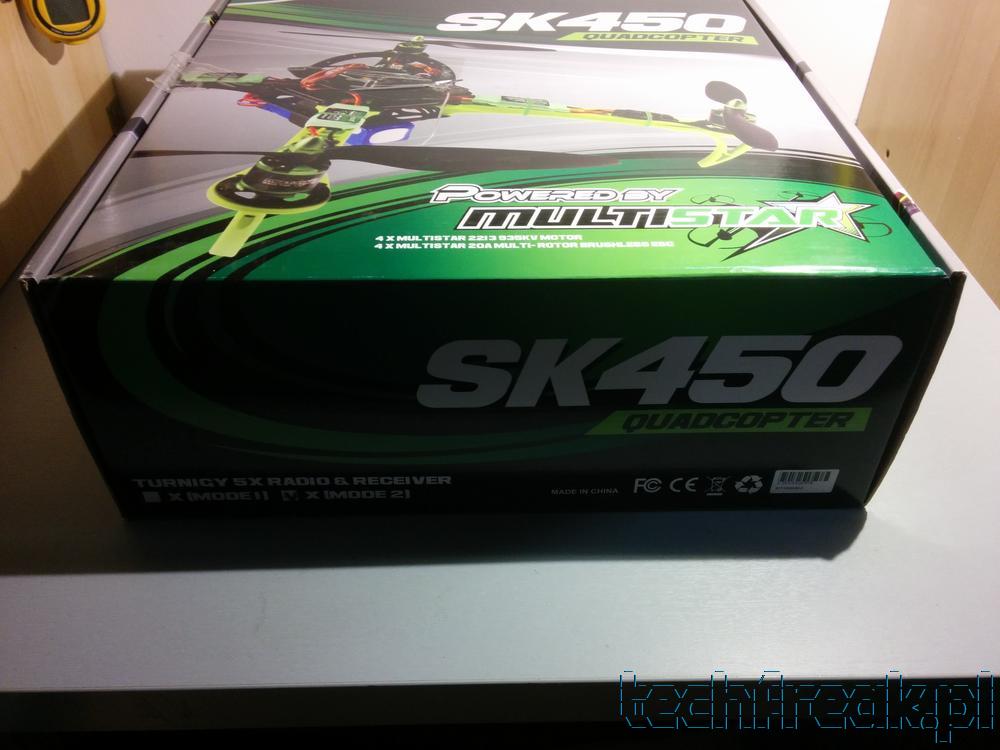 SK450
QUADCOPTER
POWERED BY
MULTISTAR
4 X MULTISTAR 2213 935KV MOTOR
4 X MULTISTAR 20A MULTI-ROTOR BRUSHLESS ESC
SK450
QUADCOPTER
TURNIGY 5X RADIO & RECEIVER
X (MODE 1) X (MODE 2)
MADE IN CHINA FC CE
techfreak.pl